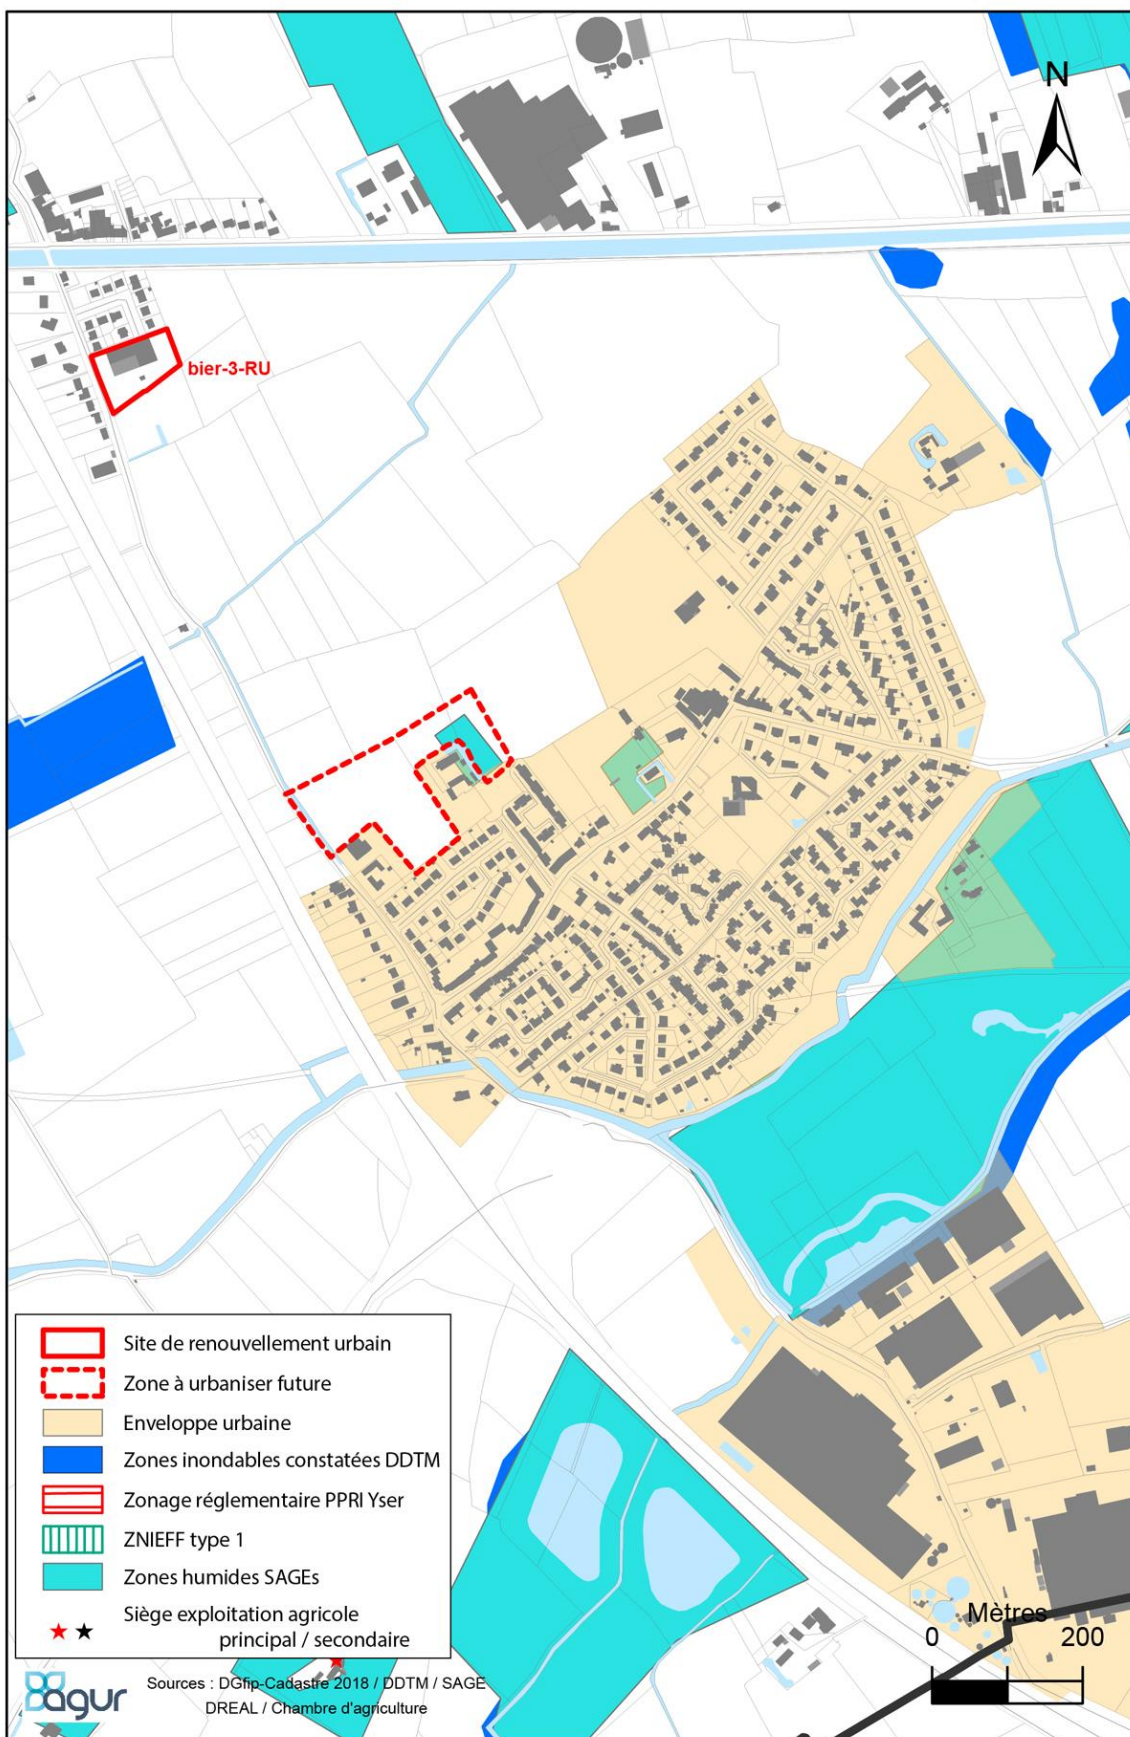 N
bier-3-RU
Site de renouvellement urbain
Zone à urbaniser future
Enveloppe urbaine
Zones inondables constatées DDTM
Zonage réglementaire PPRI Yser
ZNIEFF type 1
Zones humides SAGEs
Siège exploitation agricole
principal / secondaire
Mètres
0 200
agur
Sources : DGfip-Cadastre 2018 / DDTM / SAGE
DREAL / Chambre d'agriculture